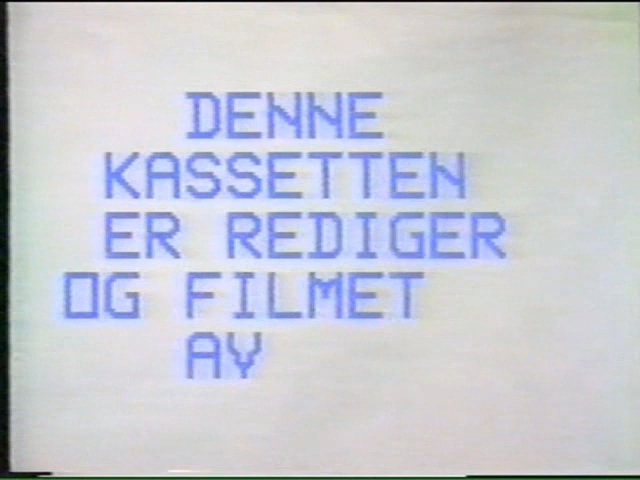 DENNE
KASSETTEN
ER REDIGER
OG FILMET
AV